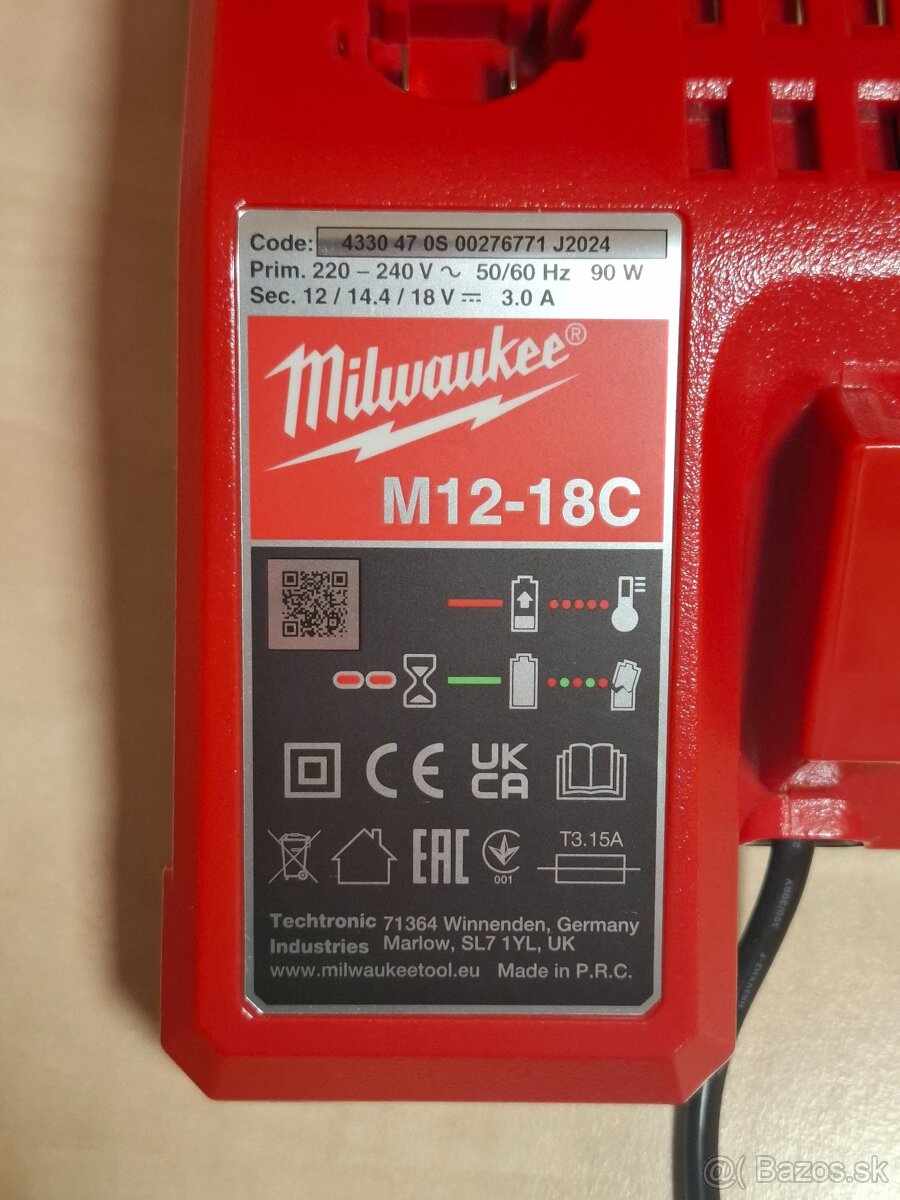 Code: 4330 47 0S 00276771 J2024
Prim. 220 – 240 V ~ 50/60 Hz 90 W
Sec. 12 / 14.4 / 18 V ⎓ 3.0 A
Milwaukee®
M12-18C
CE
UK
CA
EAC
001
T3.15A
Techtronic 71364 Winnenden, Germany
Industries Marlow, SL7 1YL, UK
www.milwaukeetool.eu Made in P.R.C.
@( Bazos.sk